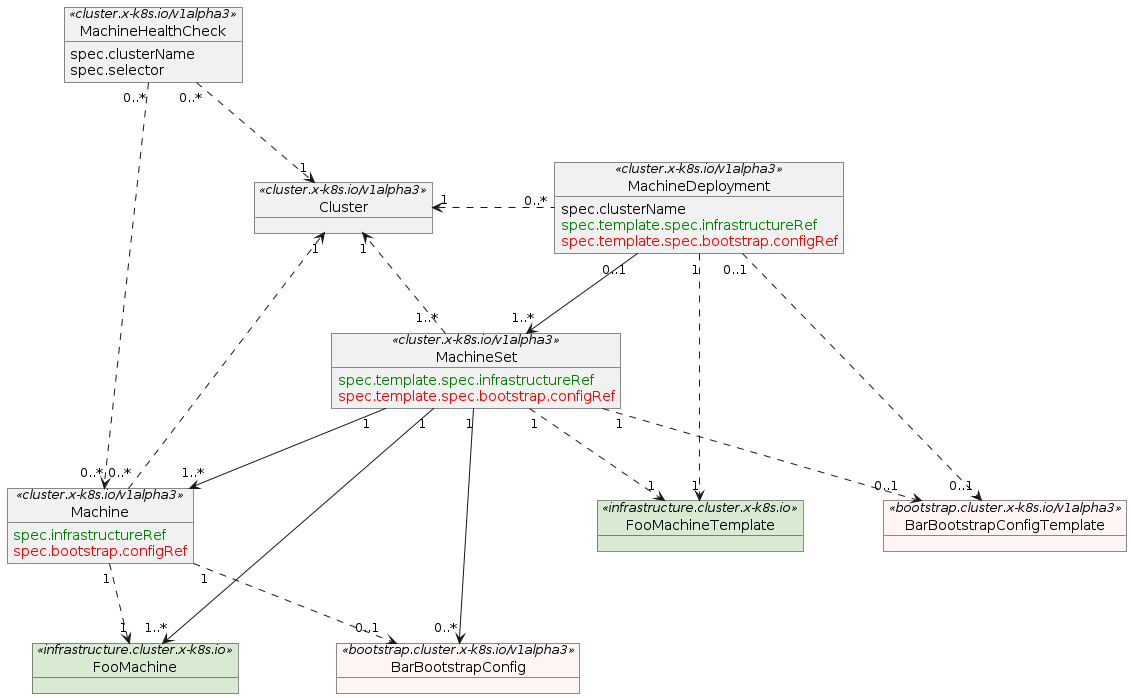 «cluster.x-k8s.io/v1alpha3»
MachineHealthCheck
spec.clusterName
spec.selector
0..*
0..*
1
«cluster.x-k8s.io/v1alpha3»
Cluster
1
0..*
«cluster.x-k8s.io/v1alpha3»
MachineDeployment
spec.clusterName
spec.template.spec.infrastructureRef
spec.template.spec.bootstrap.configRef
1
1
0..1
1
0..1
1..*
1..*
«cluster.x-k8s.io/v1alpha3»
MachineSet
spec.template.spec.infrastructureRef
spec.template.spec.bootstrap.configRef
1
1
1
1
1
0..*
0..*
1..*
1
1
0..1
0..1
«cluster.x-k8s.io/v1alpha3»
Machine
spec.infrastructureRef
spec.bootstrap.configRef
«infrastructure.cluster.x-k8s.io»
FooMachineTemplate
«bootstrap.cluster.x-k8s.io/v1alpha3»
BarBootstrapConfigTemplate
1
1
1
1..*
0..1
0..*
«infrastructure.cluster.x-k8s.io»
FooMachine
«bootstrap.cluster.x-k8s.io/v1alpha3»
BarBootstrapConfig